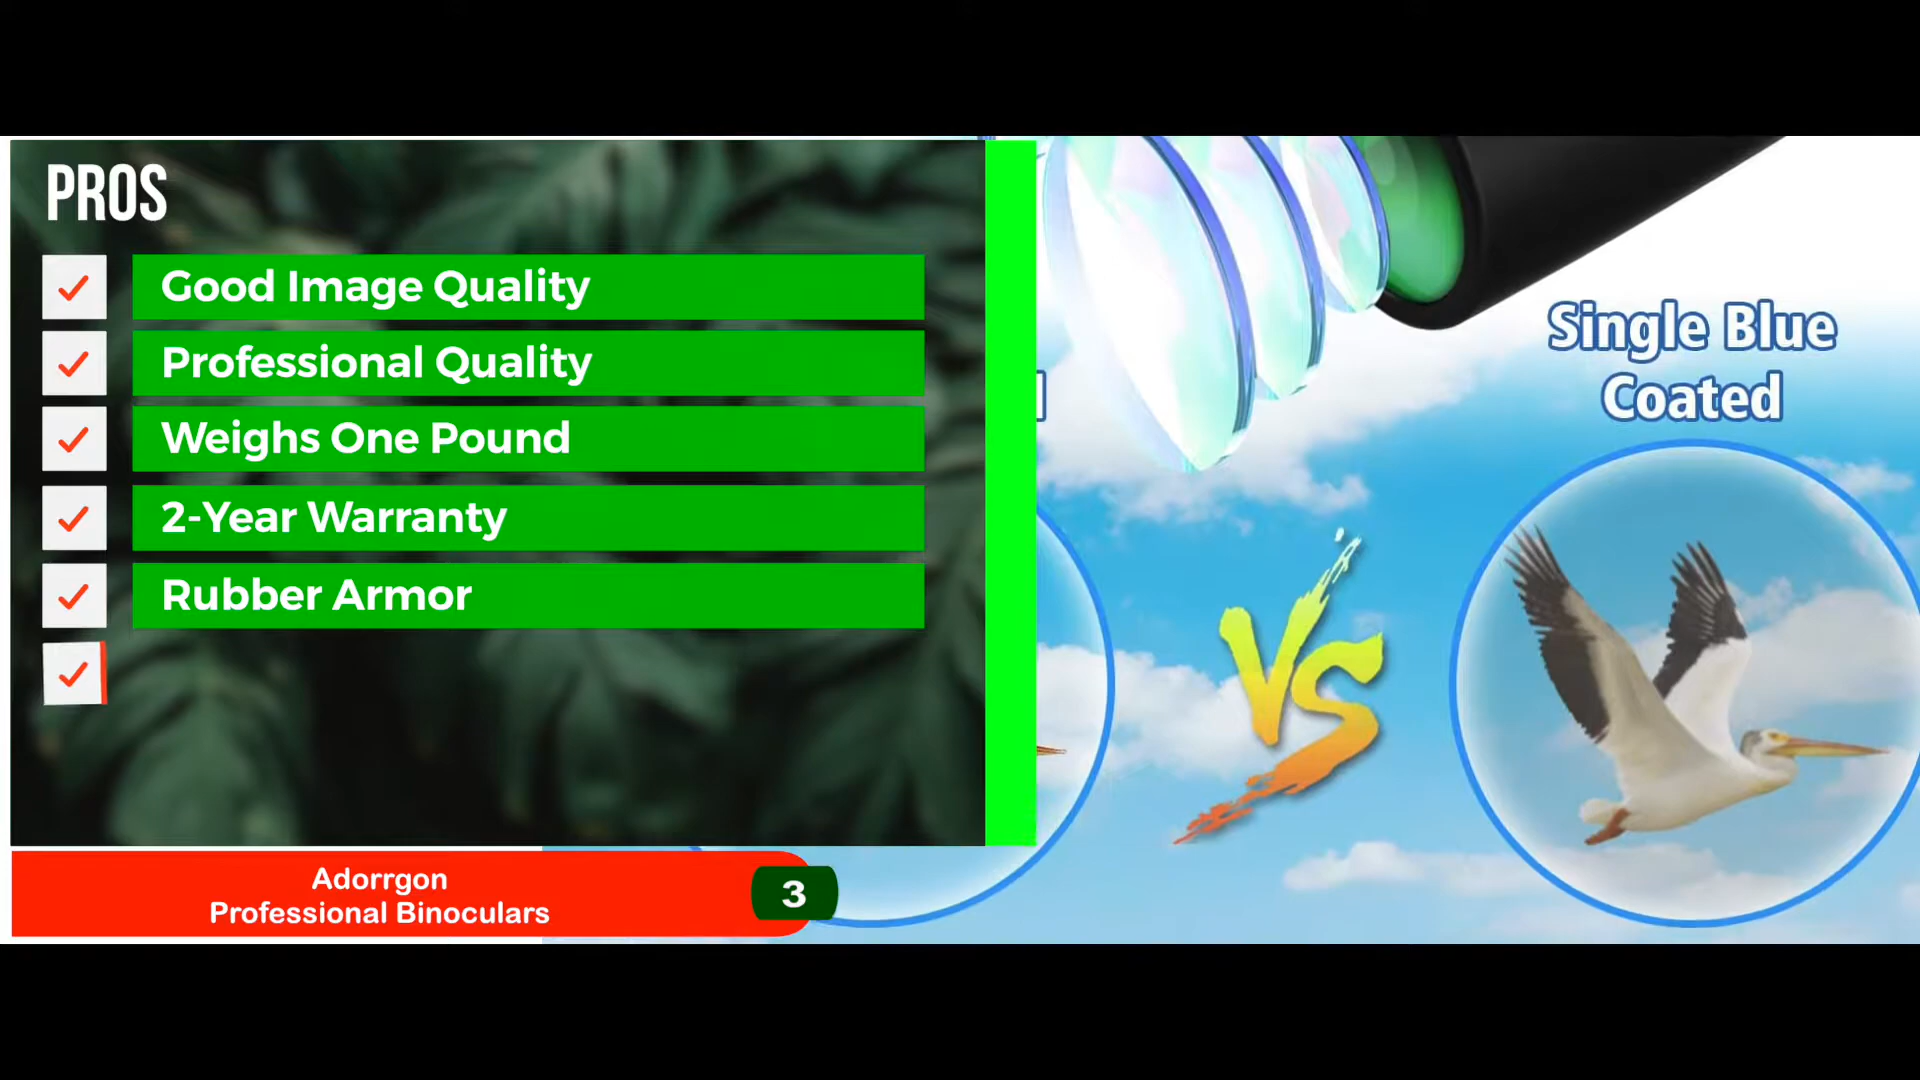 PROS
Good Image Quality
Professional Quality
Weighs One Pound
2-Year Warranty
Rubber Armor
Single Blue
Coated
VS
Adorrgon
Professional Binoculars
3